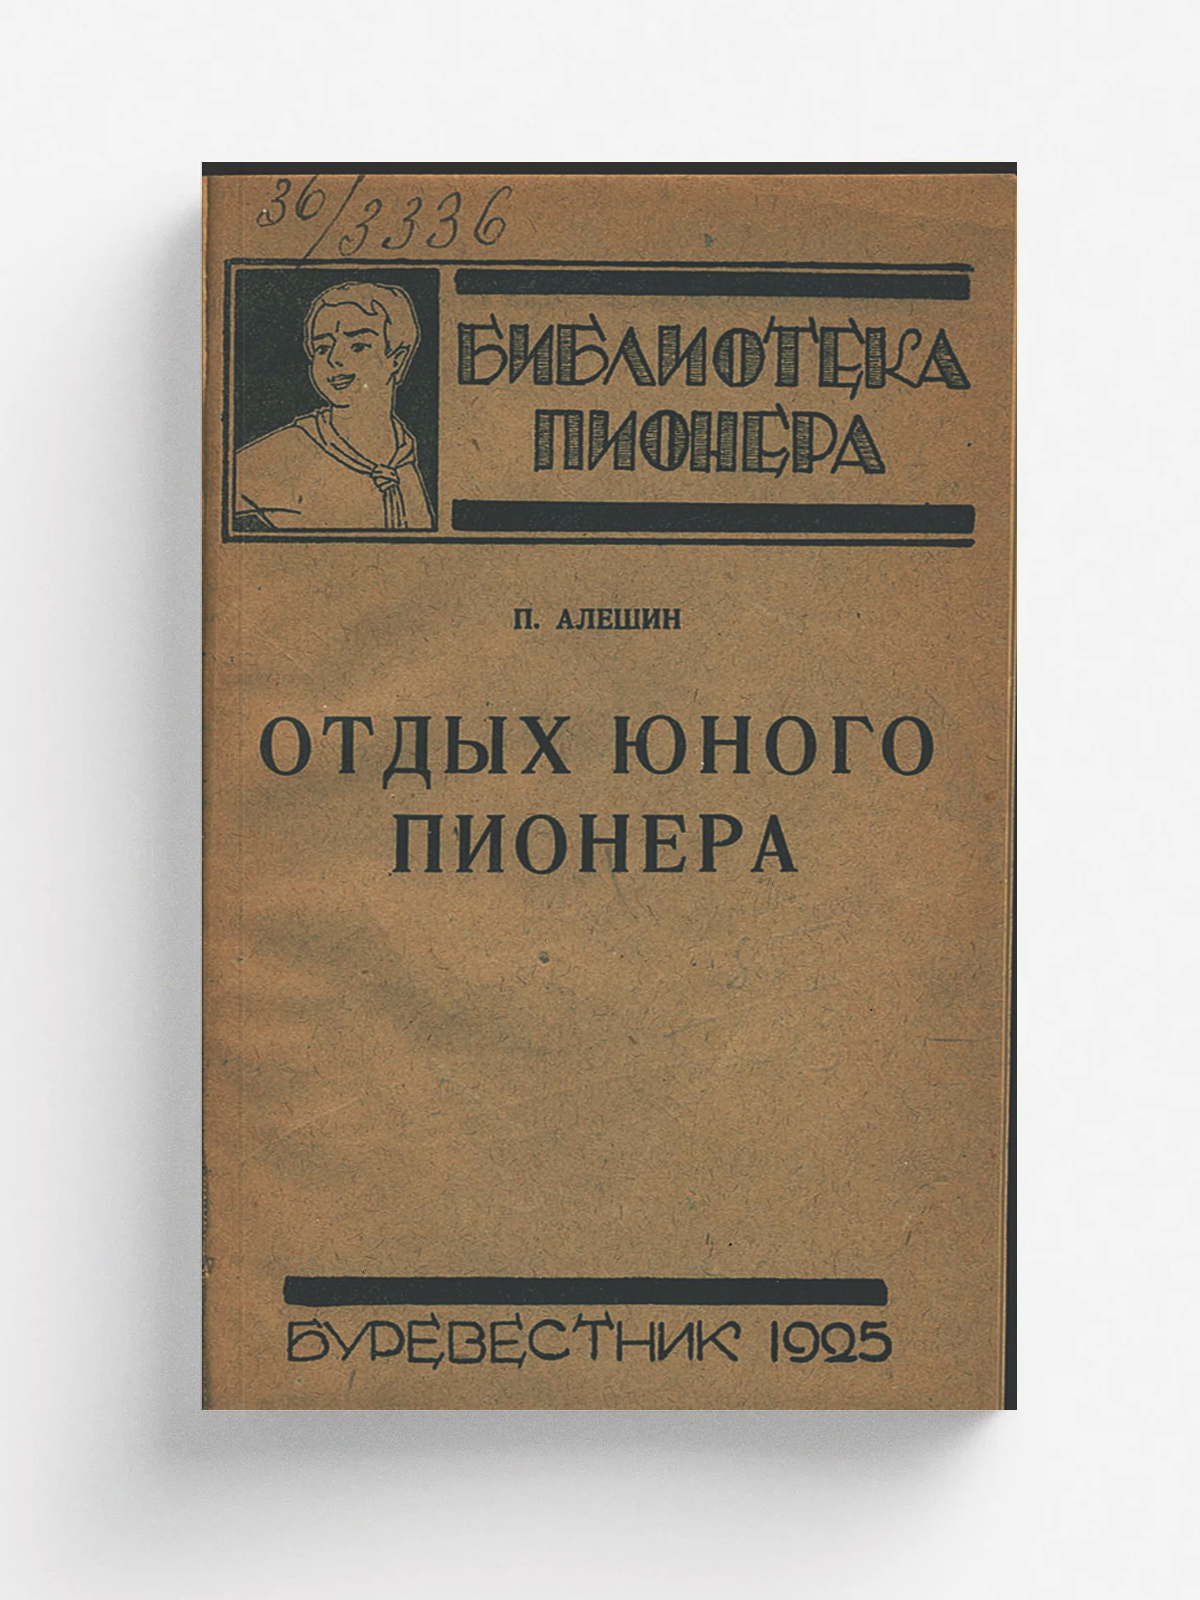 36/3336
БИБЛИОТЕКА
ПИОНЕРА
П. АЛЕШИН
ОТДЫХ ЮНОГО
ПИОНЕРА
БУРЕВЕСТНИК 1925